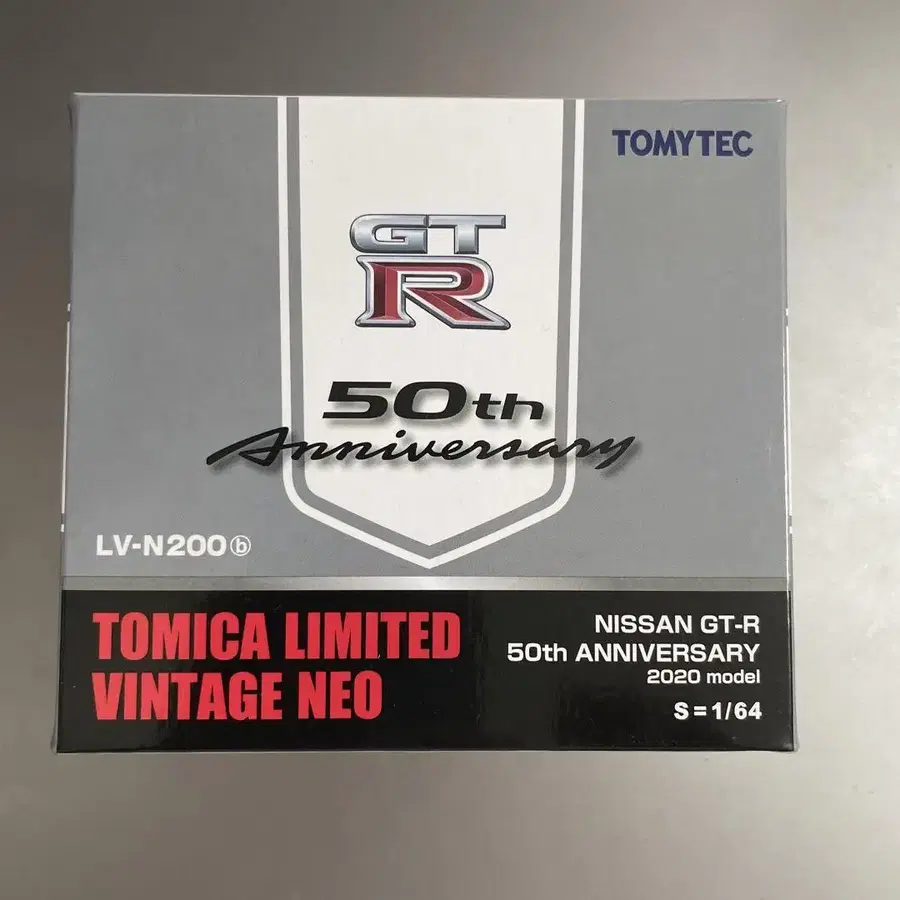 TOMYTEC
GT
R
50th
Anniversary
LV-N200ⓑ
TOMICA LIMITED
VINTAGE NEO
NISSAN GT-R
50th ANNIVERSARY
2020 model
S=1/64